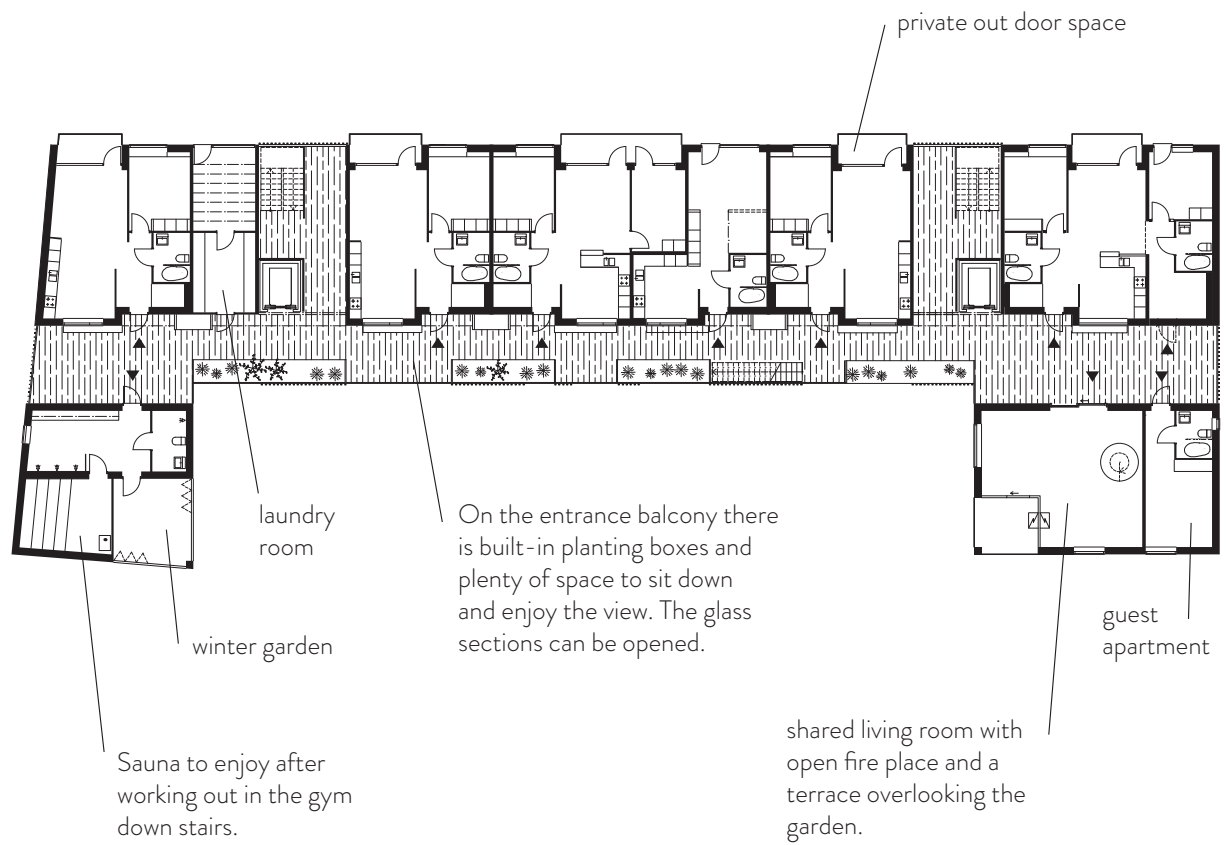 private out door space
laundry
room
On the entrance balcony there
is built-in planting boxes and
plenty of space to sit down
and enjoy the view. The glass
sections can be opened.
winter garden
guest
apartment
Sauna to enjoy after
working out in the gym
down stairs.
shared living room with
open fire place and a
terrace overlooking the
garden.